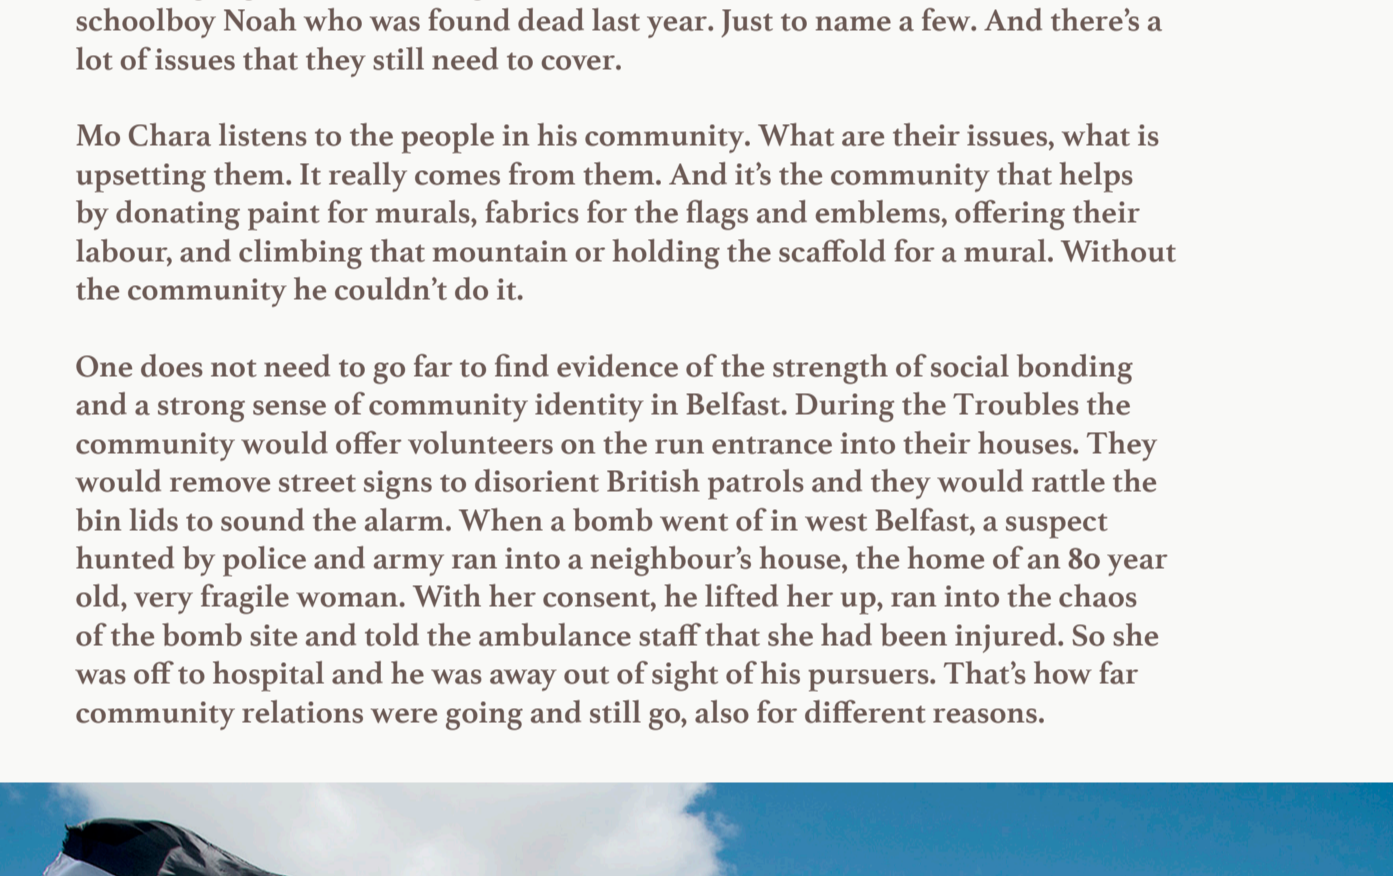 schoolboy Noah who was found dead last year. Just to name a few. And there’s a
lot of issues that they still need to cover.
Mo Chara listens to the people in his community. What are their issues, what is
upsetting them. It really comes from them. And it’s the community that helps
by donating paint for murals, fabrics for the flags and emblems, offering their
labour, and climbing that mountain or holding the scaffold for a mural. Without
the community he couldn’t do it.
One does not need to go far to find evidence of the strength of social bonding
and a strong sense of community identity in Belfast. During the Troubles the
community would offer volunteers on the run entrance into their houses. They
would remove street signs to disorient British patrols and they would rattle the
bin lids to sound the alarm. When a bomb went of in west Belfast, a suspect
hunted by police and army ran into a neighbour’s house, the home of an 80 year
old, very fragile woman. With her consent, he lifted her up, ran into the chaos
of the bomb site and told the ambulance staff that she had been injured. So she
was off to hospital and he was away out of sight of his pursuers. That’s how far
community relations were going and still go, also for different reasons.